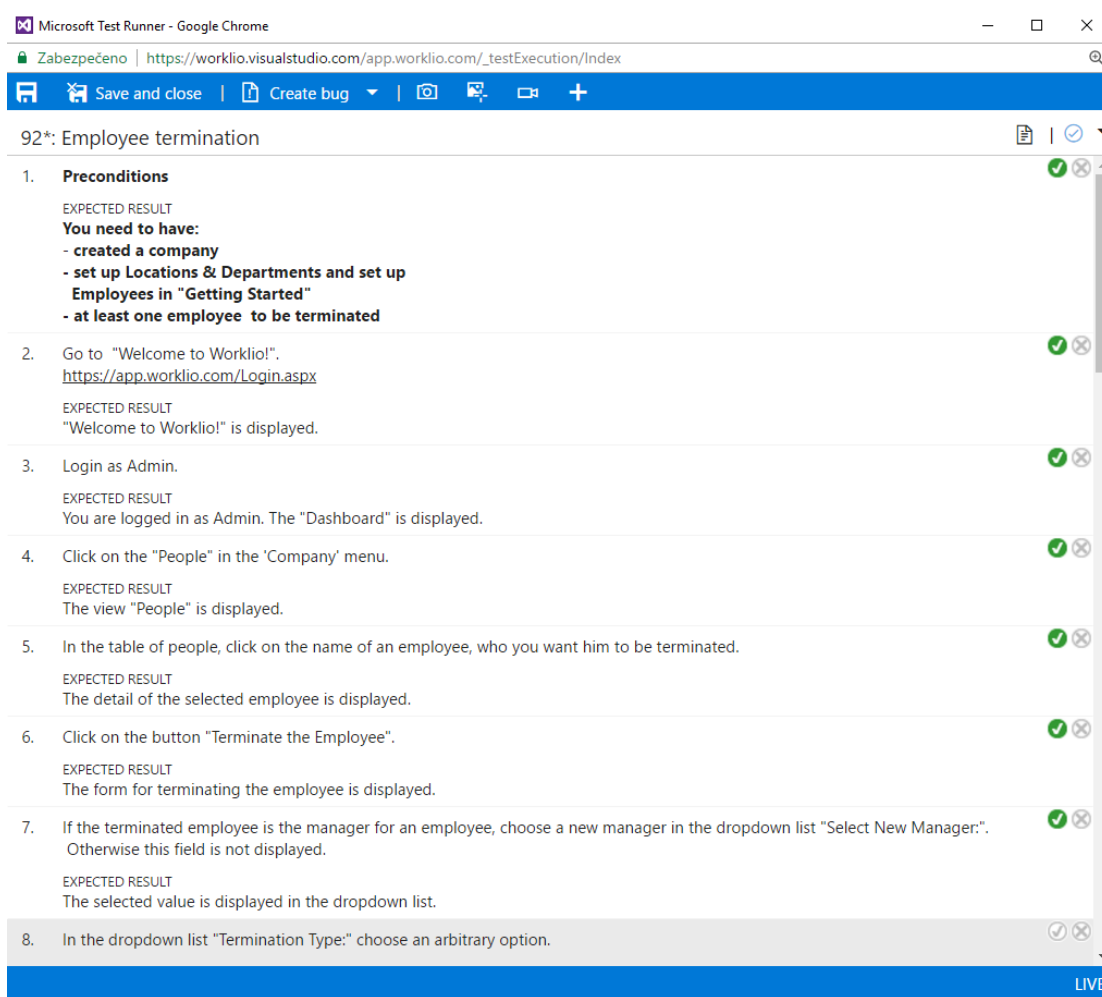 Microsoft Test Runner - Google Chrome
Zabezpečeno | https://worklio.visualstudio.com/app.worklio.com/_testExecution/Index
Save and close | Create bug |
92*: Employee termination
1. Preconditions
EXPECTED RESULT
You need to have:
- created a company
- set up Locations & Departments and set up
Employees in "Getting Started"
- at least one employee to be terminated
2. Go to "Welcome to Worklio!".
https://app.worklio.com/Login.aspx
EXPECTED RESULT
"Welcome to Worklio!" is displayed.
3. Login as Admin.
EXPECTED RESULT
You are logged in as Admin. The "Dashboard" is displayed.
4. Click on the "People" in the 'Company' menu.
EXPECTED RESULT
The view "People" is displayed.
5. In the table of people, click on the name of an employee, who you want him to be terminated.
EXPECTED RESULT
The detail of the selected employee is displayed.
6. Click on the button "Terminate the Employee".
EXPECTED RESULT
The form for terminating the employee is displayed.
7. If the terminated employee is the manager for an employee, choose a new manager in the dropdown list "Select New Manager:".
Otherwise this field is not displayed.
EXPECTED RESULT
The selected value is displayed in the dropdown list.
8. In the dropdown list "Termination Type:" choose an arbitrary option.
LIVE